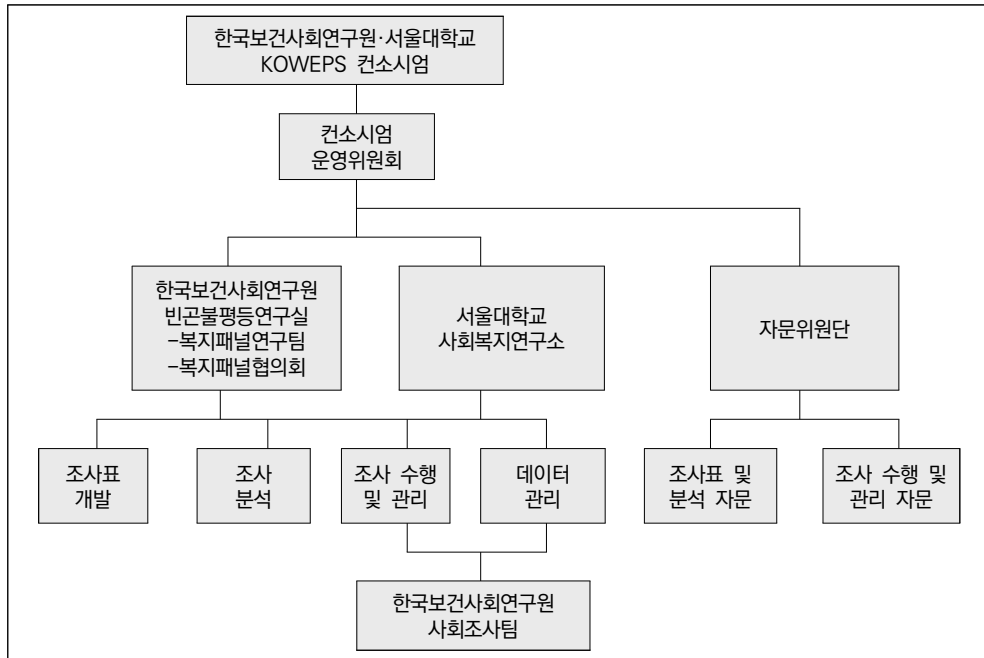 한국보건사회연구원·서울대학교
KOWEPS 컨소시엄
컨소시엄
운영위원회
한국보건사회연구원
빈곤불평등연구실
-복지패널연구팀
-복지패널협의회
서울대학교
사회복지연구소
자문위원단
조사표
개발
조사
분석
조사 수행
및 관리
데이터
관리
조사표 및
분석 자문
조사 수행 및
관리 자문
한국보건사회연구원
사회조사팀